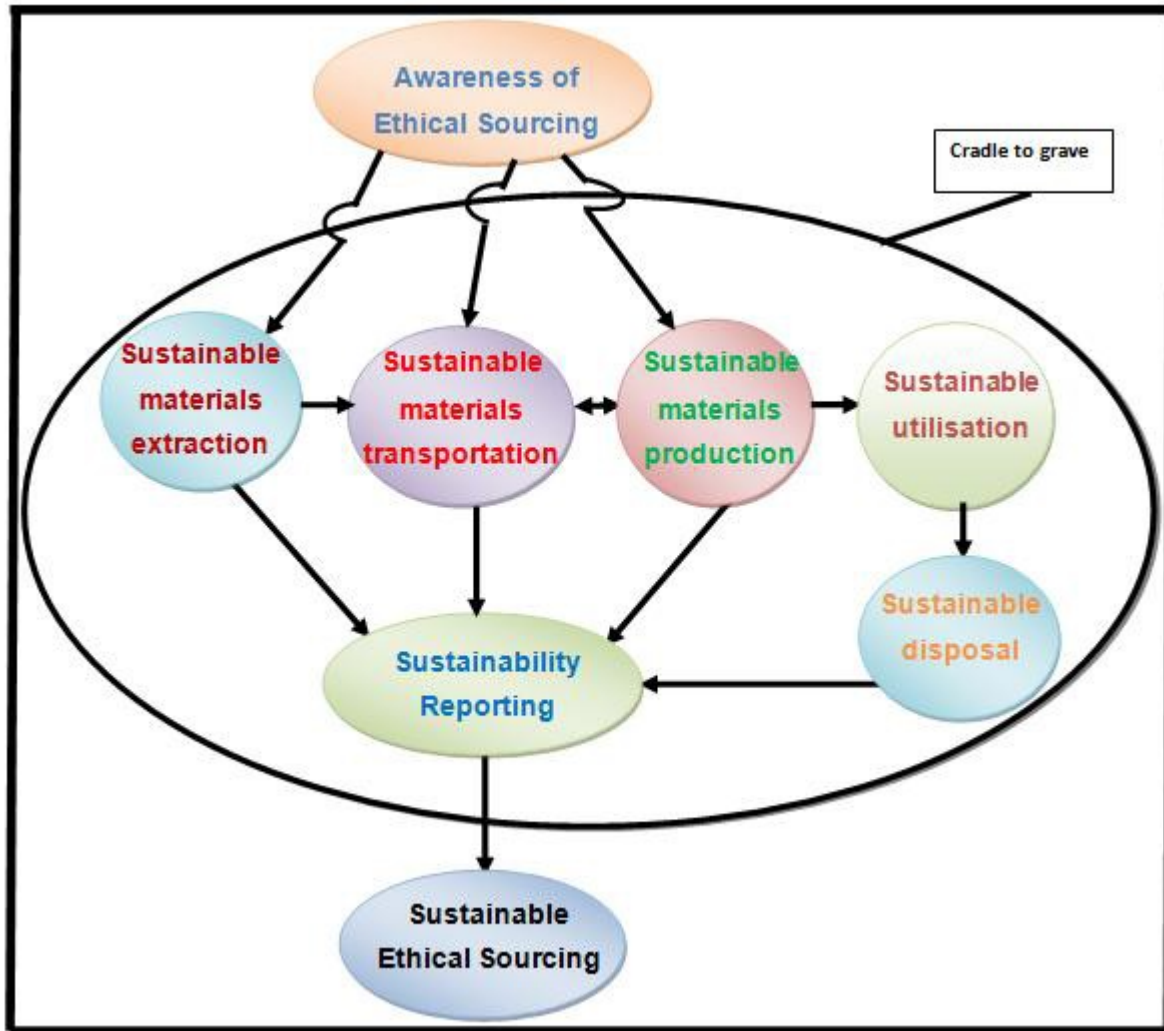 Awareness of
Ethical Sourcing
Cradle to grave
Sustainable
materials
extraction
Sustainable
materials
transportation
Sustainable
materials
production
Sustainable
utilisation
Sustainable
disposal
Sustainability
Reporting
Sustainable
Ethical Sourcing